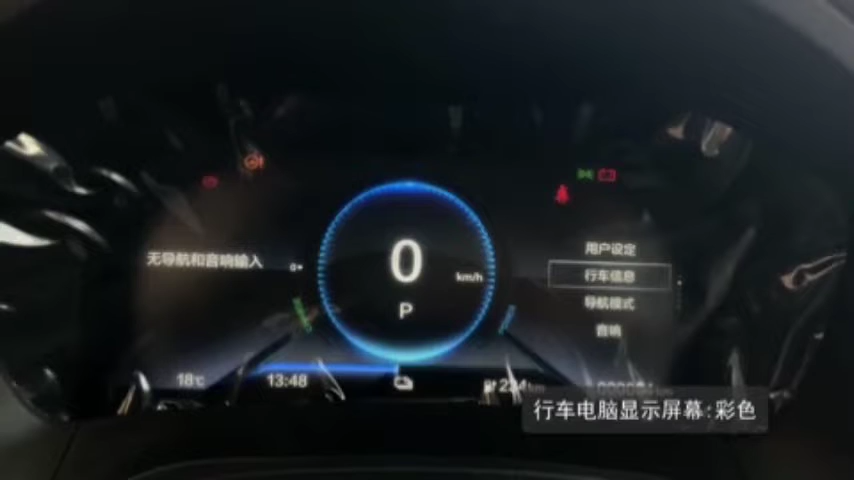 无导航和音响输入
0
km/h
P
用户设定
行车信息
导航模式
音响
18℃
13:48
234km
行车电脑显示屏幕:彩色